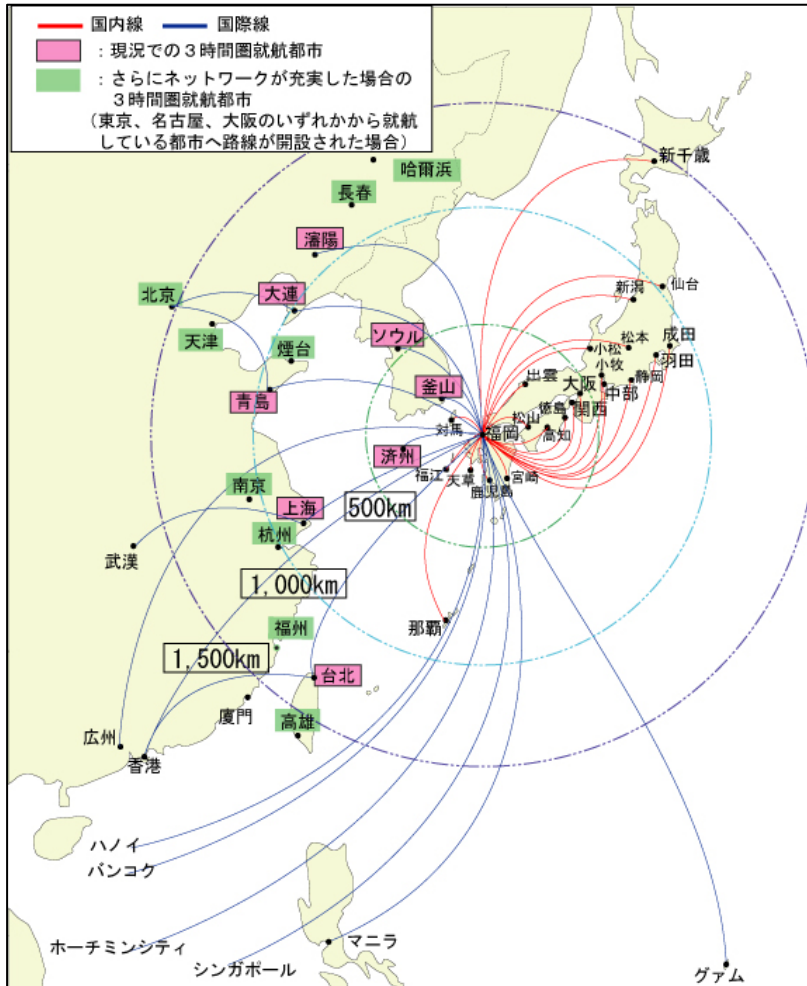 国内線 国際線
：現況での３時間圏就航都市
：さらにネットワークが充実した場合の
３時間圏就航都市
（東京、名古屋、大阪のいずれかから就航
している都市へ路線が開設された場合）
哈爾浜
新千歳
長春
瀋陽
北京
大連
仙台
新潟
天津
ソウル
成田
煙台
小松
松本
羽田
小牧
出雲
静岡
青島
釜山
大阪
中部
徳島
関西
対馬
松山
福岡
高知
済州
福江
天草
宮崎
鹿児島
南京
500km
上海
杭州
武漢
1,000km
那覇
福州
1,500km
台北
廈門
高雄
広州
香港
ハノイ
バンコク
ホーチミンシティ
マニラ
シンガポール
グァム